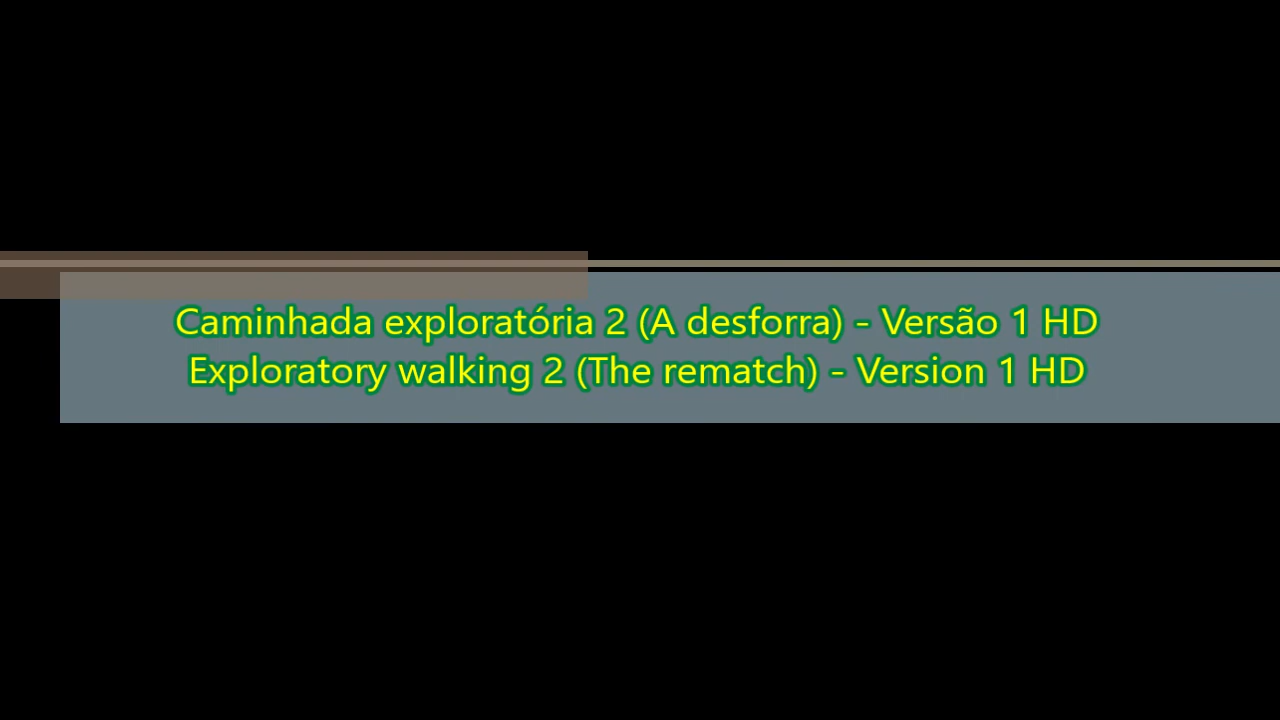 Caminhada exploratória 2 (A desforra) - Versão 1 HD
Exploratory walking 2 (The rematch) - Version 1 HD